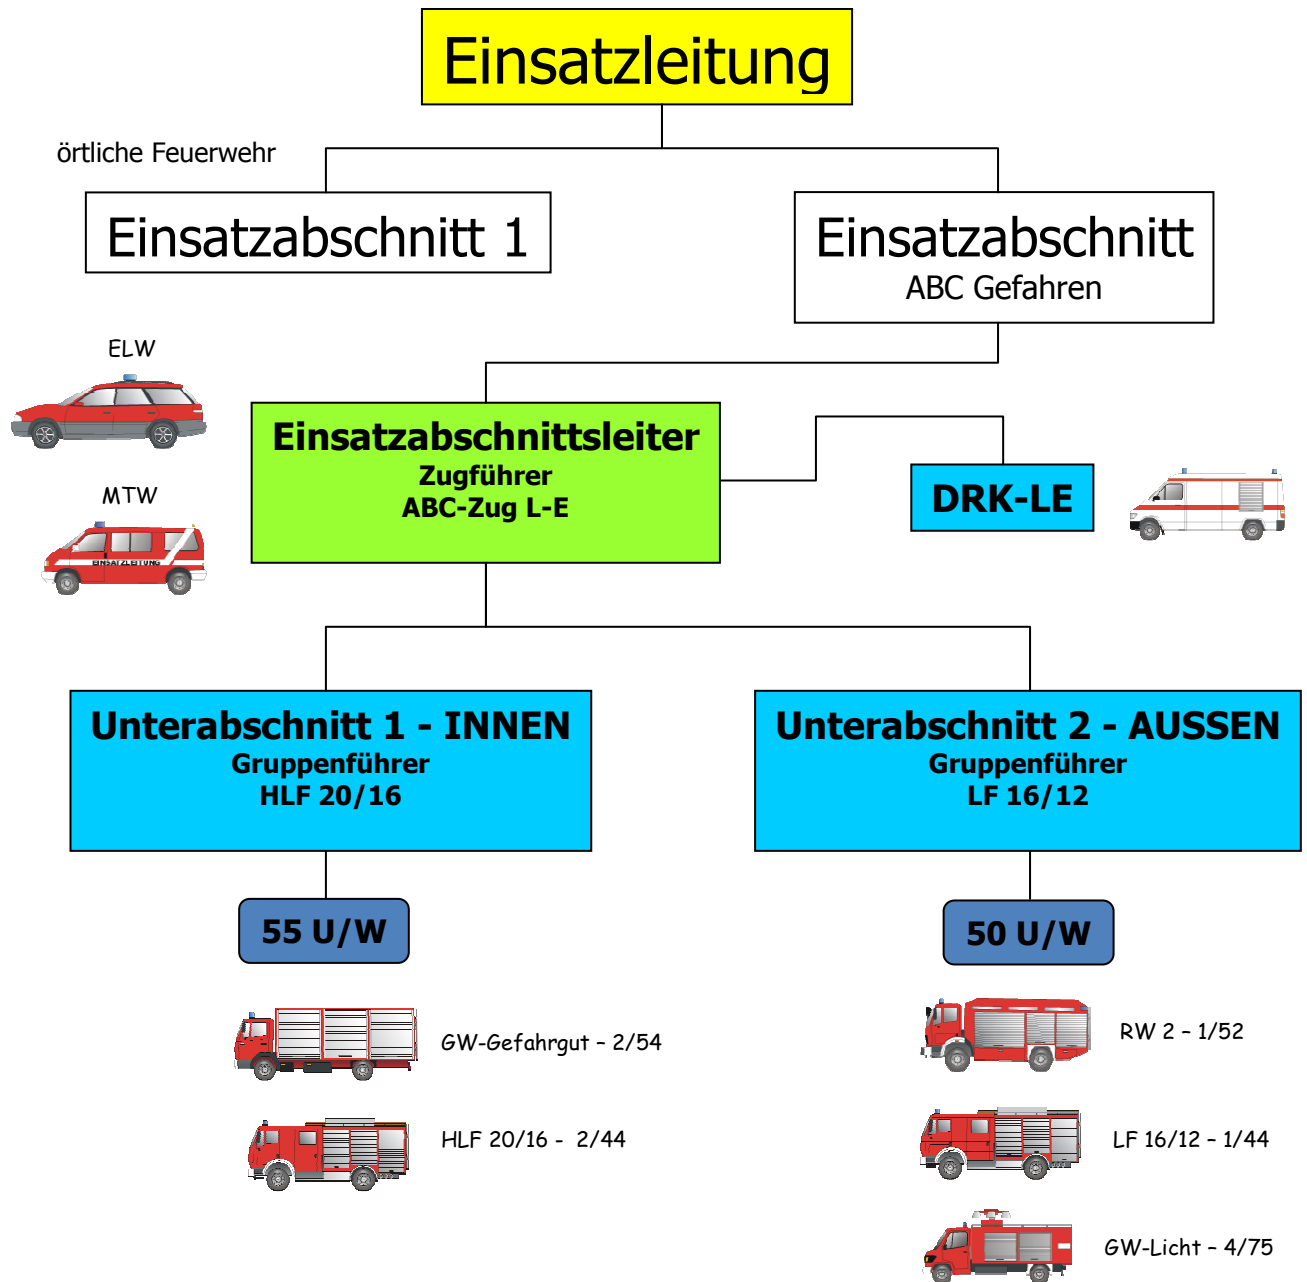 Einsatzleitung
örtliche Feuerwehr
Einsatzabschnitt 1
Einsatzabschnitt
ABC Gefahren
ELW
Einsatzabschnittsleiter
Zugführer
ABC-Zug L-E
DRK-LE
MTW
EINSATZLEITUNG
Unterabschnitt 1 - INNEN
Gruppenführer
HLF 20/16
Unterabschnitt 2 - AUSSEN
Gruppenführer
LF 16/12
55 U/W
50 U/W
GW-Gefahrgut – 2/54
RW 2 – 1/52
HLF 20/16 - 2/44
LF 16/12 – 1/44
GW-Licht – 4/75